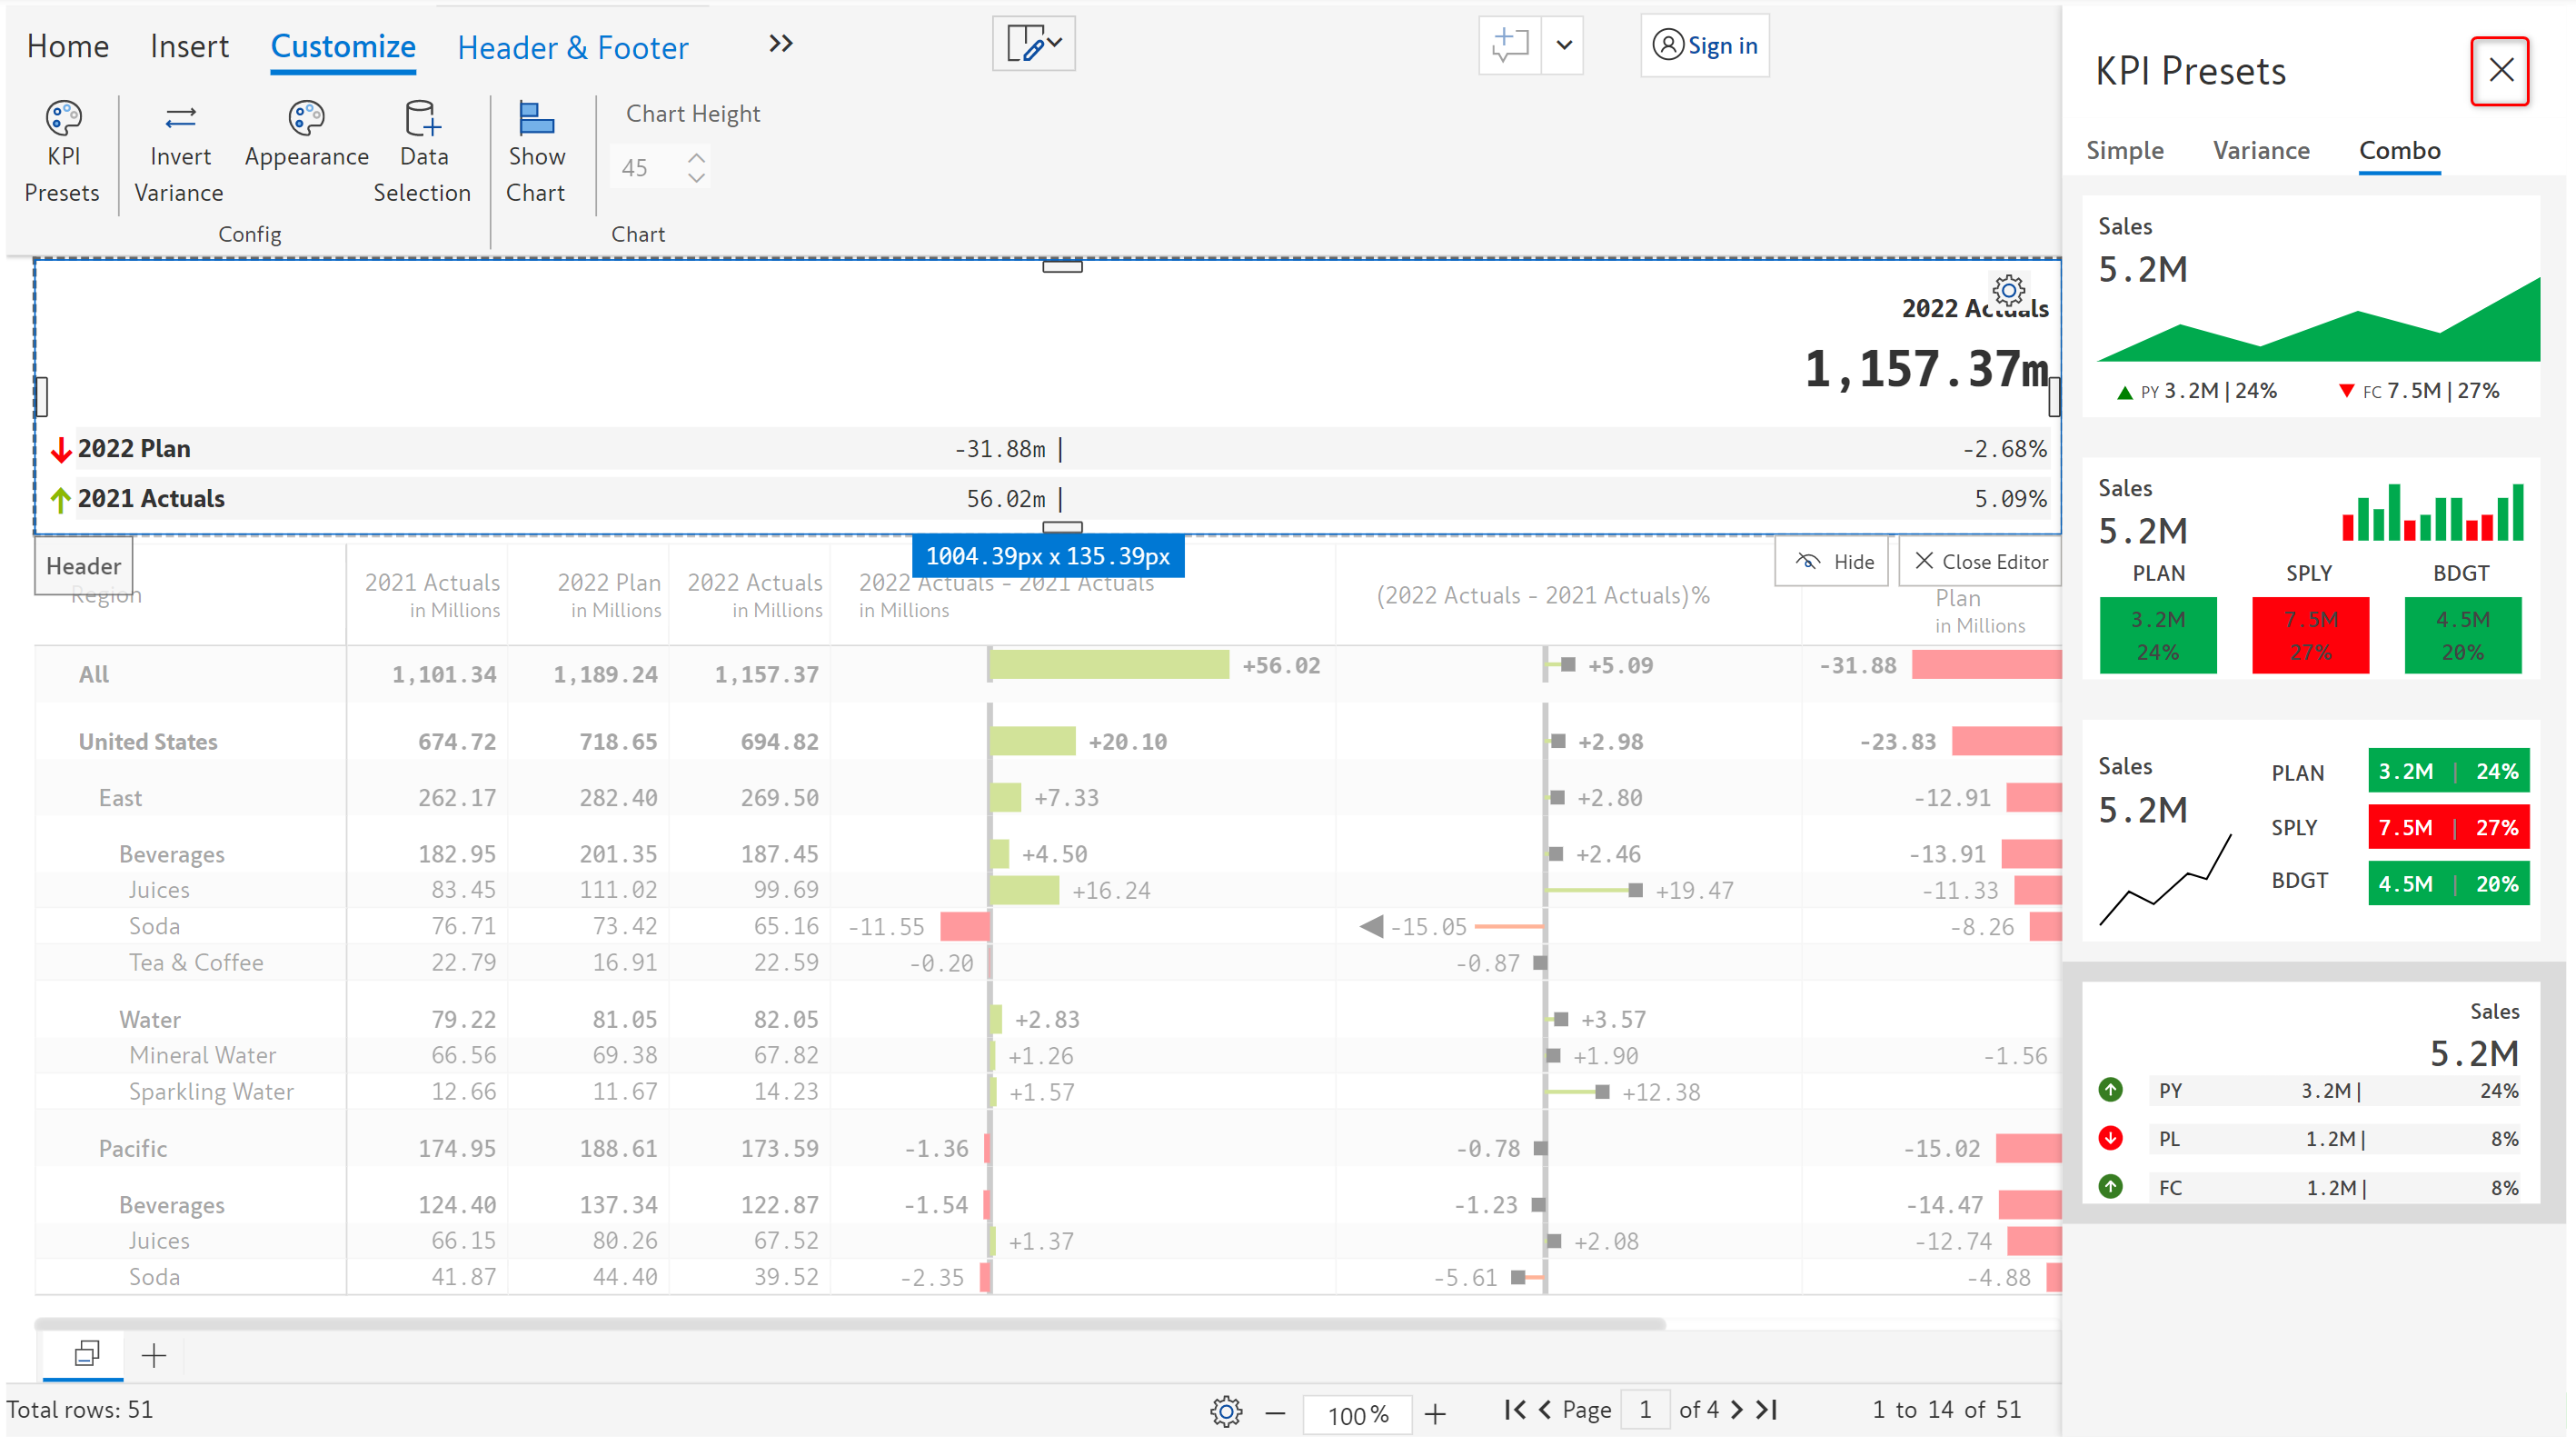 Home Insert Customize Header & Footer Sign in
KPI Presets
Invert Variance
Appearance
Data Selection
Show Chart
Chart Height
45
Config
Chart
2022 Actuals
1,157.37m
2022 Plan -31.88m | -2.68%
2021 Actuals 56.02m | 5.09%
Header
1004.39px x 135.39px
Hide
Close Editor
Region
2021 Actuals
in Millions
2022 Plan
in Millions
2022 Actuals
in Millions
2022 Actuals - 2021 Actuals
in Millions
(2022 Actuals - 2021 Actuals)%
Plan
in Millions
All 1,101.34 1,189.24 1,157.37 +56.02 +5.09 -31.88
United States 674.72 718.65 694.82 +20.10 +2.98 -23.83
East 262.17 282.40 269.50 +7.33 +2.80 -12.91
Beverages 182.95 201.35 187.45 +4.50 +2.46 -13.91
Juices 83.45 111.02 99.69 +16.24 +19.47 -11.33
Soda 76.71 73.42 65.16 -11.55 -15.05 -8.26
Tea & Coffee 22.79 16.91 22.59 -0.20 -0.87
Water 79.22 81.05 82.05 +2.83 +3.57
Mineral Water 66.56 69.38 67.82 +1.26 +1.90 -1.56
Sparkling Water 12.66 11.67 14.23 +1.57 +12.38
Pacific 174.95 188.61 173.59 -1.36 -0.78 -15.02
Beverages 124.40 137.34 122.87 -1.54 -1.23 -14.47
Juices 66.15 80.26 67.52 +1.37 +2.08 -12.74
Soda 41.87 44.40 39.52 -2.35 -5.61 -4.88
Total rows: 51
100%
Page 1 of 4
1 to 14 of 51
KPI Presets
Simple Variance Combo
Sales
5.2M
PY 3.2M | 24% FC 7.5M | 27%
Sales
5.2M
PLAN SPLY BDGT
3.2M 7.5M 4.5M
24% 27% 20%
Sales
5.2M
PLAN 3.2M | 24%
SPLY 7.5M | 27%
BDGT 4.5M | 20%
Sales
5.2M
PY 3.2M | 24%
PL 1.2M | 8%
FC 1.2M | 8%